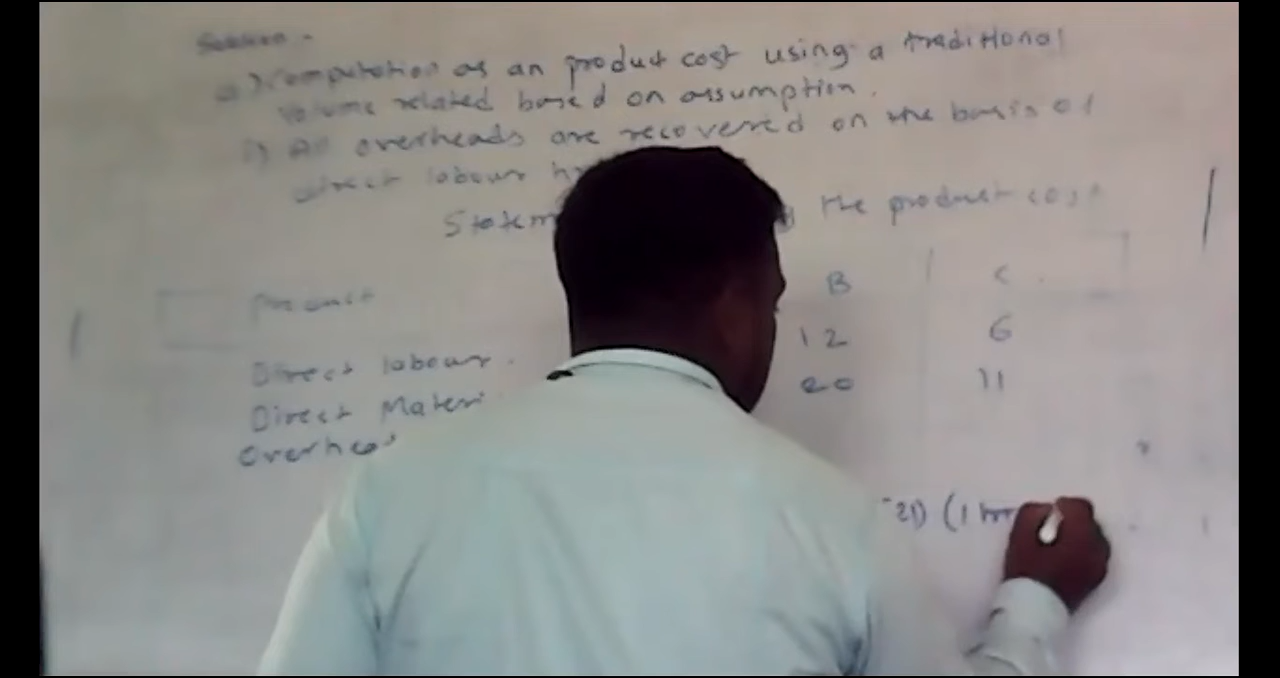 Solution.
a) Computation of an product cost using a traditional
volume related based on assumption.
i) All overheads are recovered on the basis of
direct labour
Statem the product cost
Product B C
Direct labour. 12 6
Direct Materi 20 11
Overhead
21) (1 hr